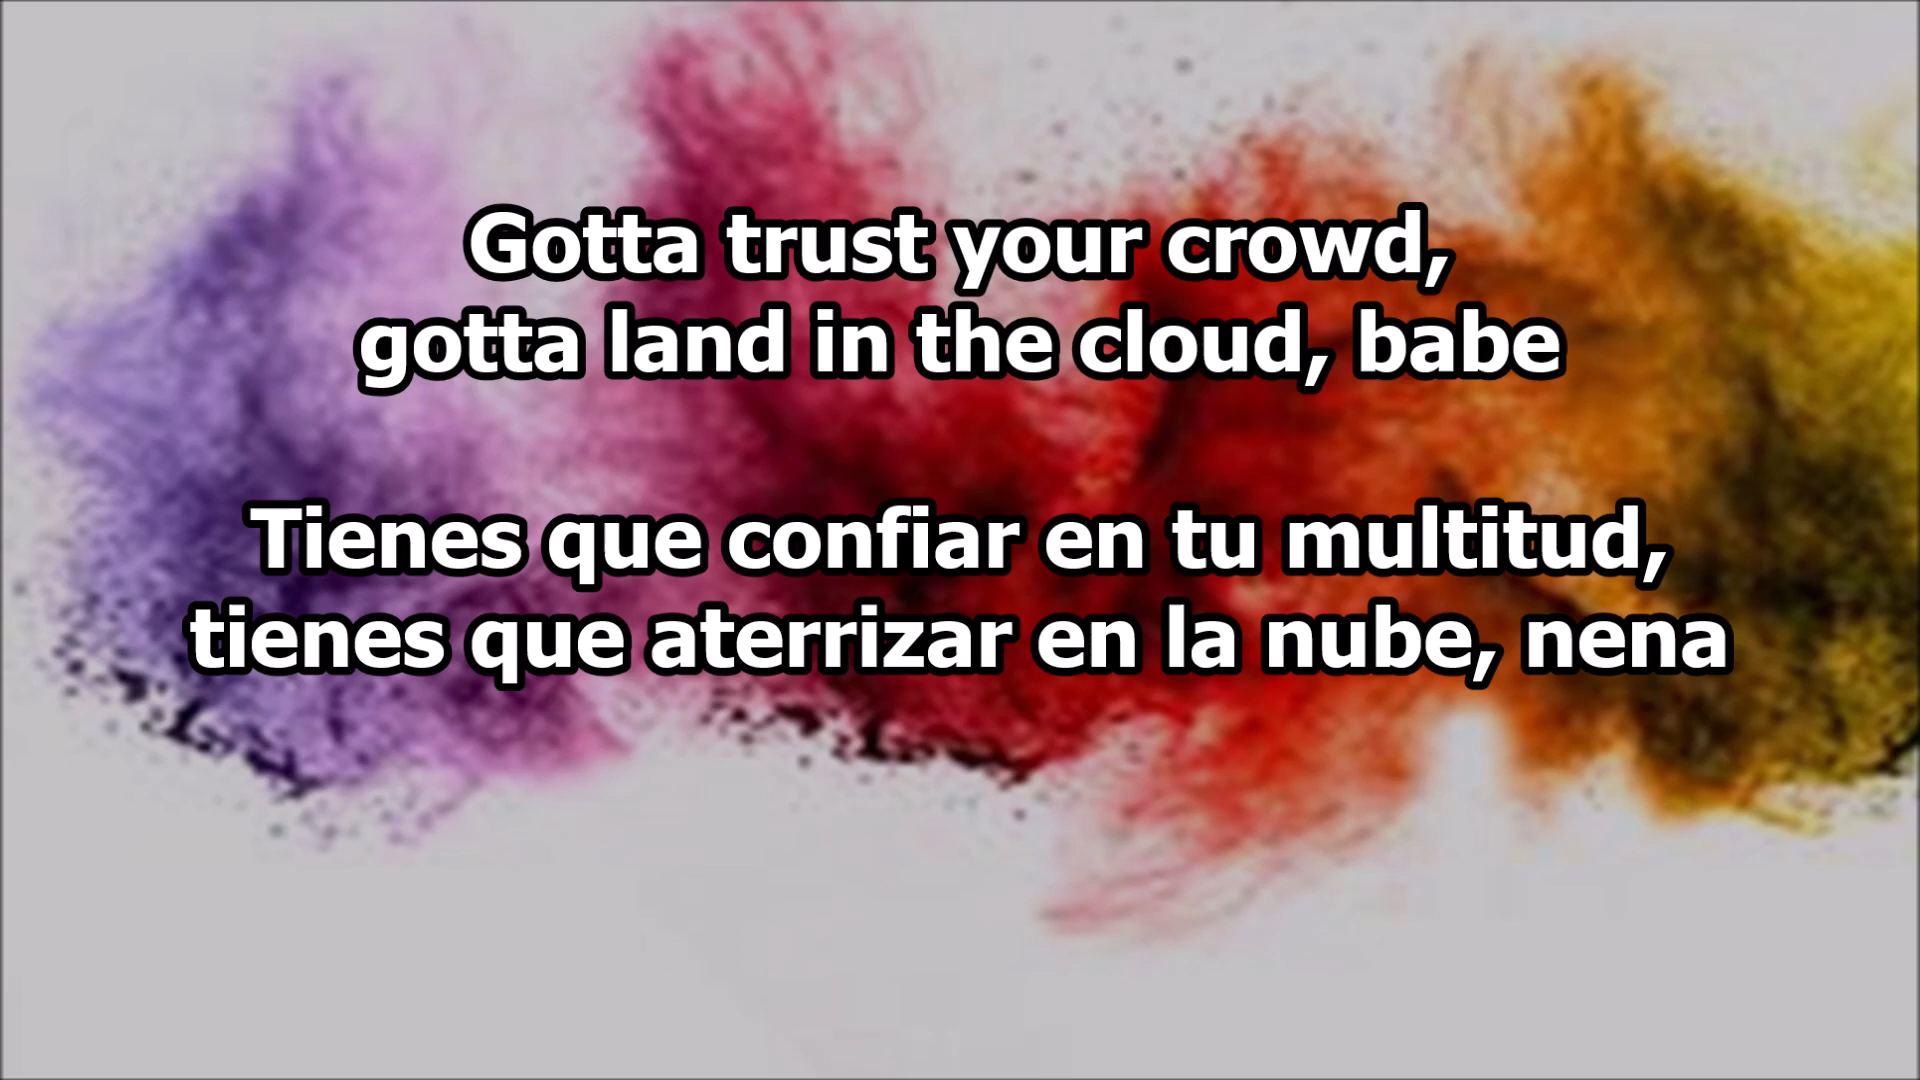 Gotta trust your crowd,
gotta land in the cloud, babe
Tienes que confiar en tu multitud,
tienes que aterrizar en la nube, nena